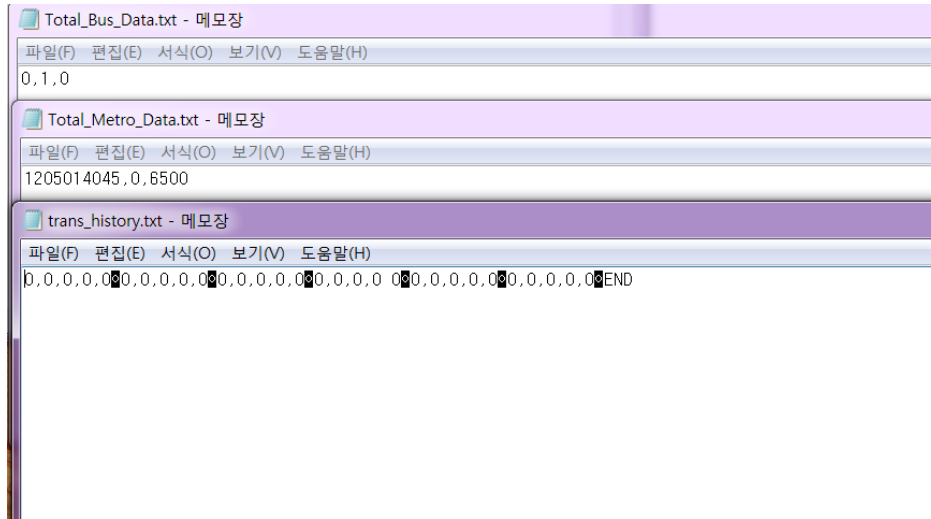 Total_Bus_Data.txt - 메모장
파일(F) 편집(E) 서식(O) 보기(V) 도움말(H)
0,1,0
Total_Metro_Data.txt - 메모장
파일(F) 편집(E) 서식(O) 보기(V) 도움말(H)
1205014045,0,6500
trans_history.txt - 메모장
파일(F) 편집(E) 서식(O) 보기(V) 도움말(H)
0,0,0,0,0◙0,0,0,0,0◙0,0,0,0,0◙0,0,0,0 0◙0,0,0,0,0◙0,0,0,0,0◙END